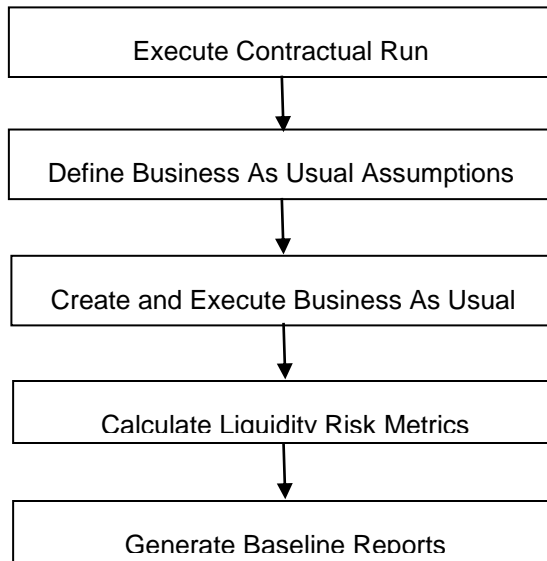 Execute Contractual Run
Define Business As Usual Assumptions
Create and Execute Business As Usual
Calculate Liquidity Risk Metrics
Generate Baseline Reports